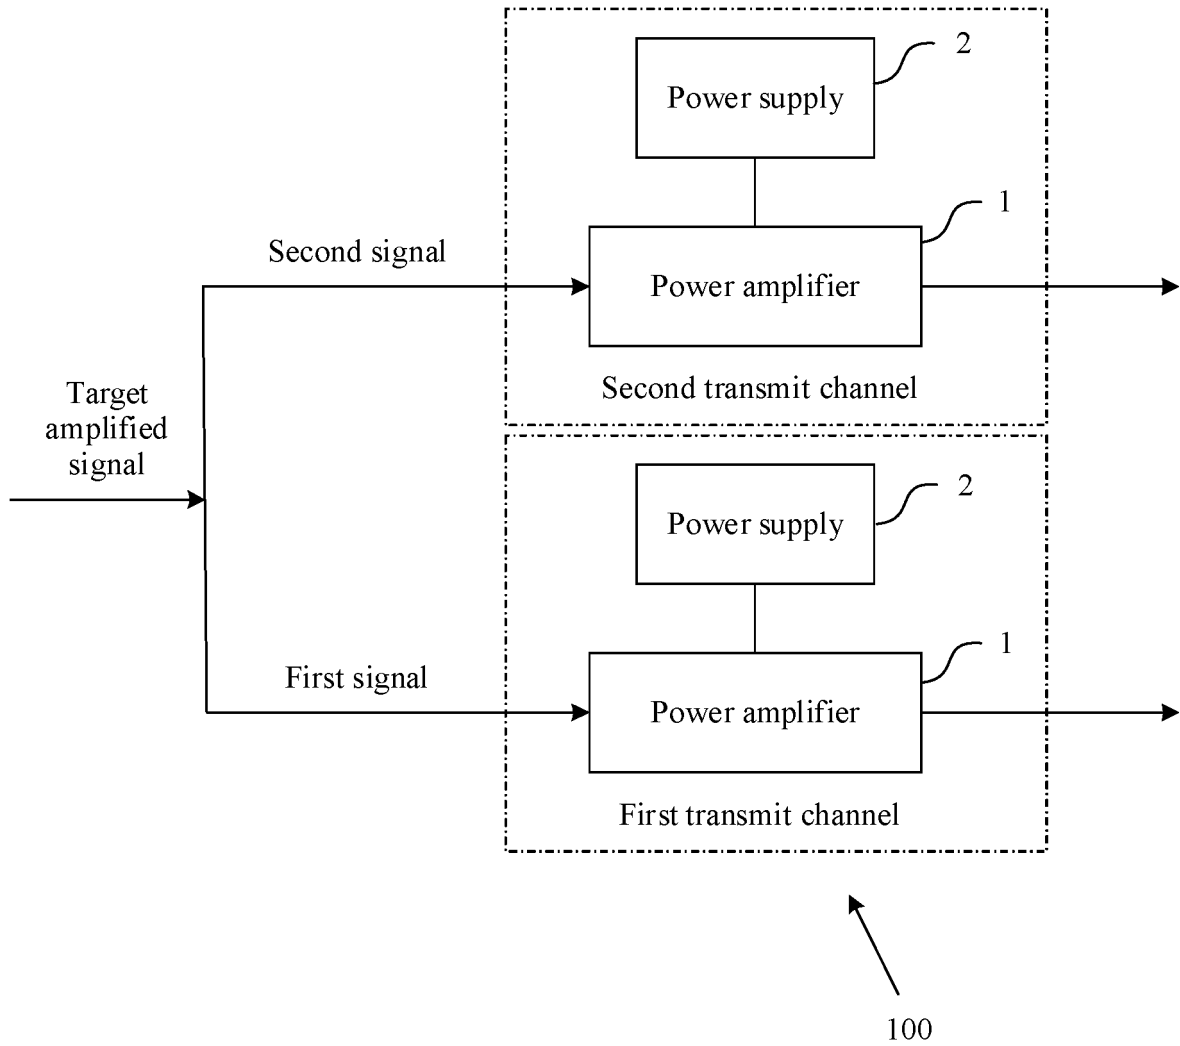 2
Power supply
1
Second signal
Power amplifier
Target
amplified
signal
Second transmit channel
2
Power supply
1
First signal
Power amplifier
First transmit channel
100